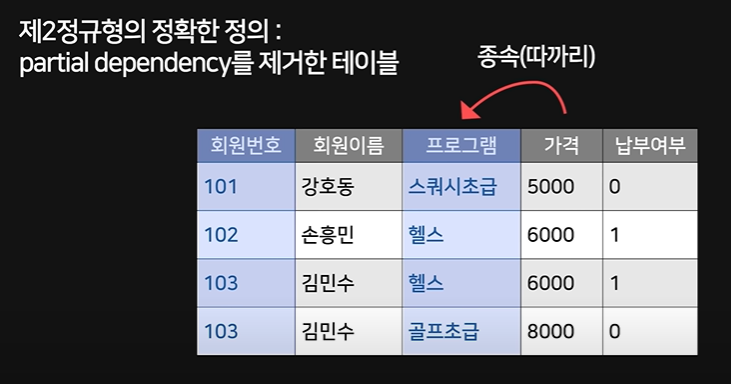 제2정규형의 정확한 정의 :
partial dependency를 제거한 테이블
종속(따까리)
회원번호 회원이름 프로그램 가격 납부여부
101 강호동 스쿼시초급 5000 0
102 손흥민 헬스 6000 1
103 김민수 헬스 6000 1
103 김민수 골프초급 8000 0